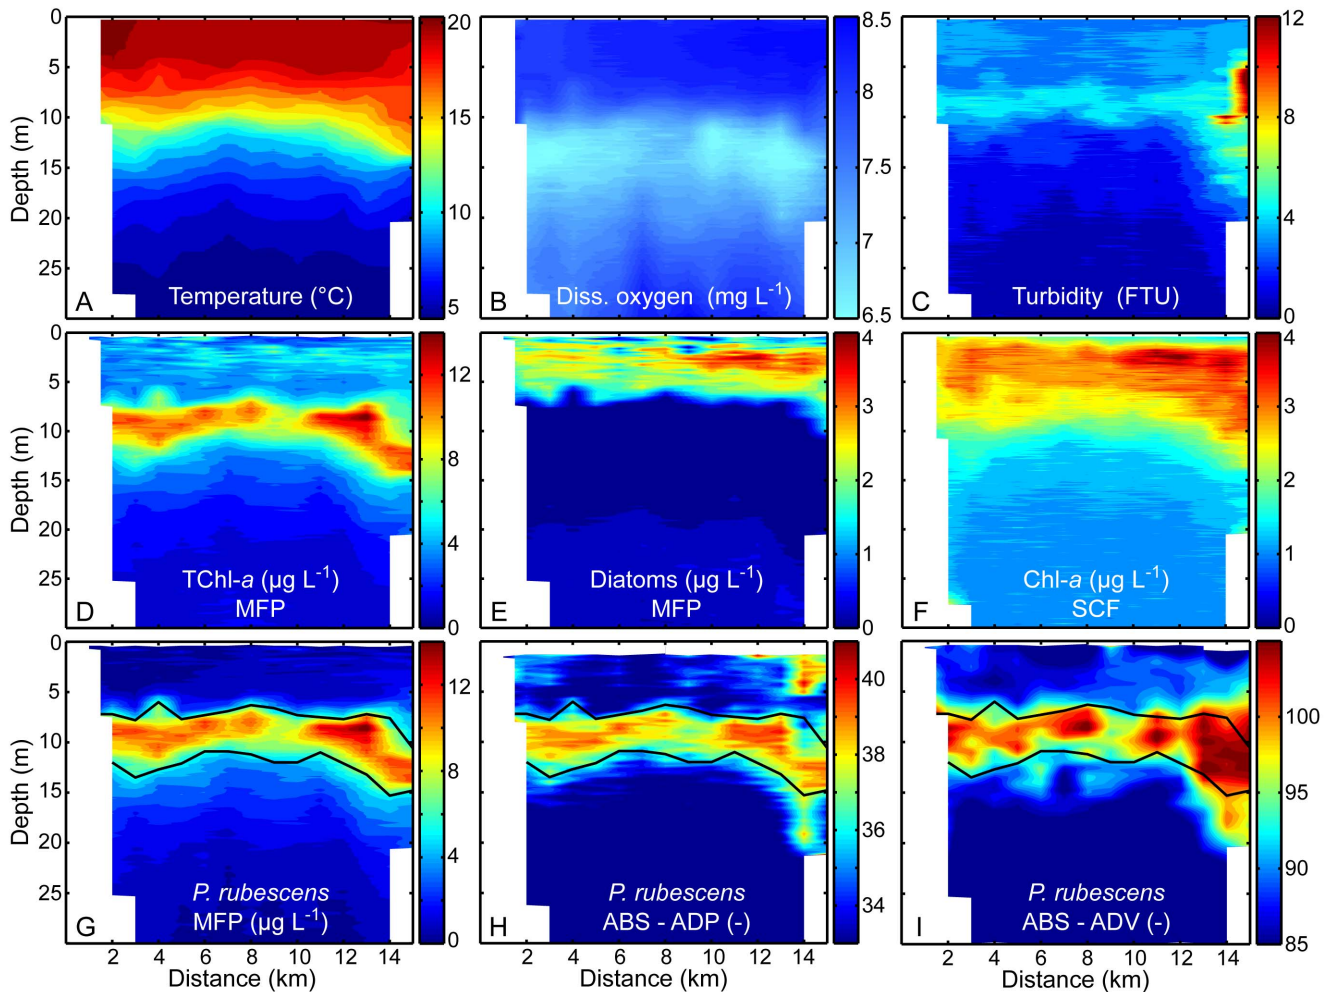 0
5
10
15
20
25
Depth (m)
A
Temperature (°C)
20
15
10
5
B
Diss. oxygen (mg L⁻¹)
8.5
8
7.5
7
6.5
C
Turbidity (FTU)
12
8
4
0
0
5
10
15
20
25
Depth (m)
D
TChl-a (µg L⁻¹)
MFP
12
8
4
0
E
Diatoms (µg L⁻¹)
MFP
4
3
2
1
0
F
Chl-a (µg L⁻¹)
SCF
4
3
2
1
0
0
5
10
15
20
25
Depth (m)
G
P. rubescens
MFP (µg L⁻¹)
12
8
4
0
2 4 6 8 10 12 14
Distance (km)
H
P. rubescens
ABS - ADP (-)
40
38
36
34
2 4 6 8 10 12 14
Distance (km)
I
P. rubescens
ABS - ADV (-)
100
95
90
85
2 4 6 8 10 12 14
Distance (km)